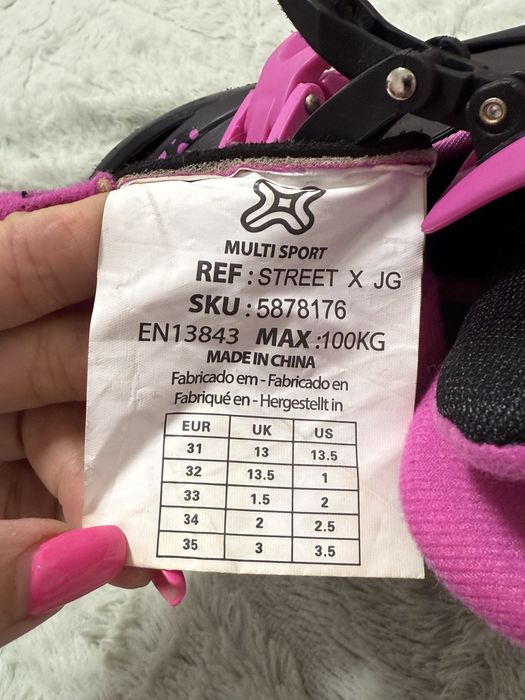 MULTI SPORT
REF : STREET X JG
SKU : 5878176
EN13843 MAX :100KG
MADE IN CHINA
Fabricado em - Fabricado en
Fabriqué en - Hergestellt in
EUR UK US
31 13 13.5
32 13.5 1
33 1.5 2
34 2 2.5
35 3 3.5